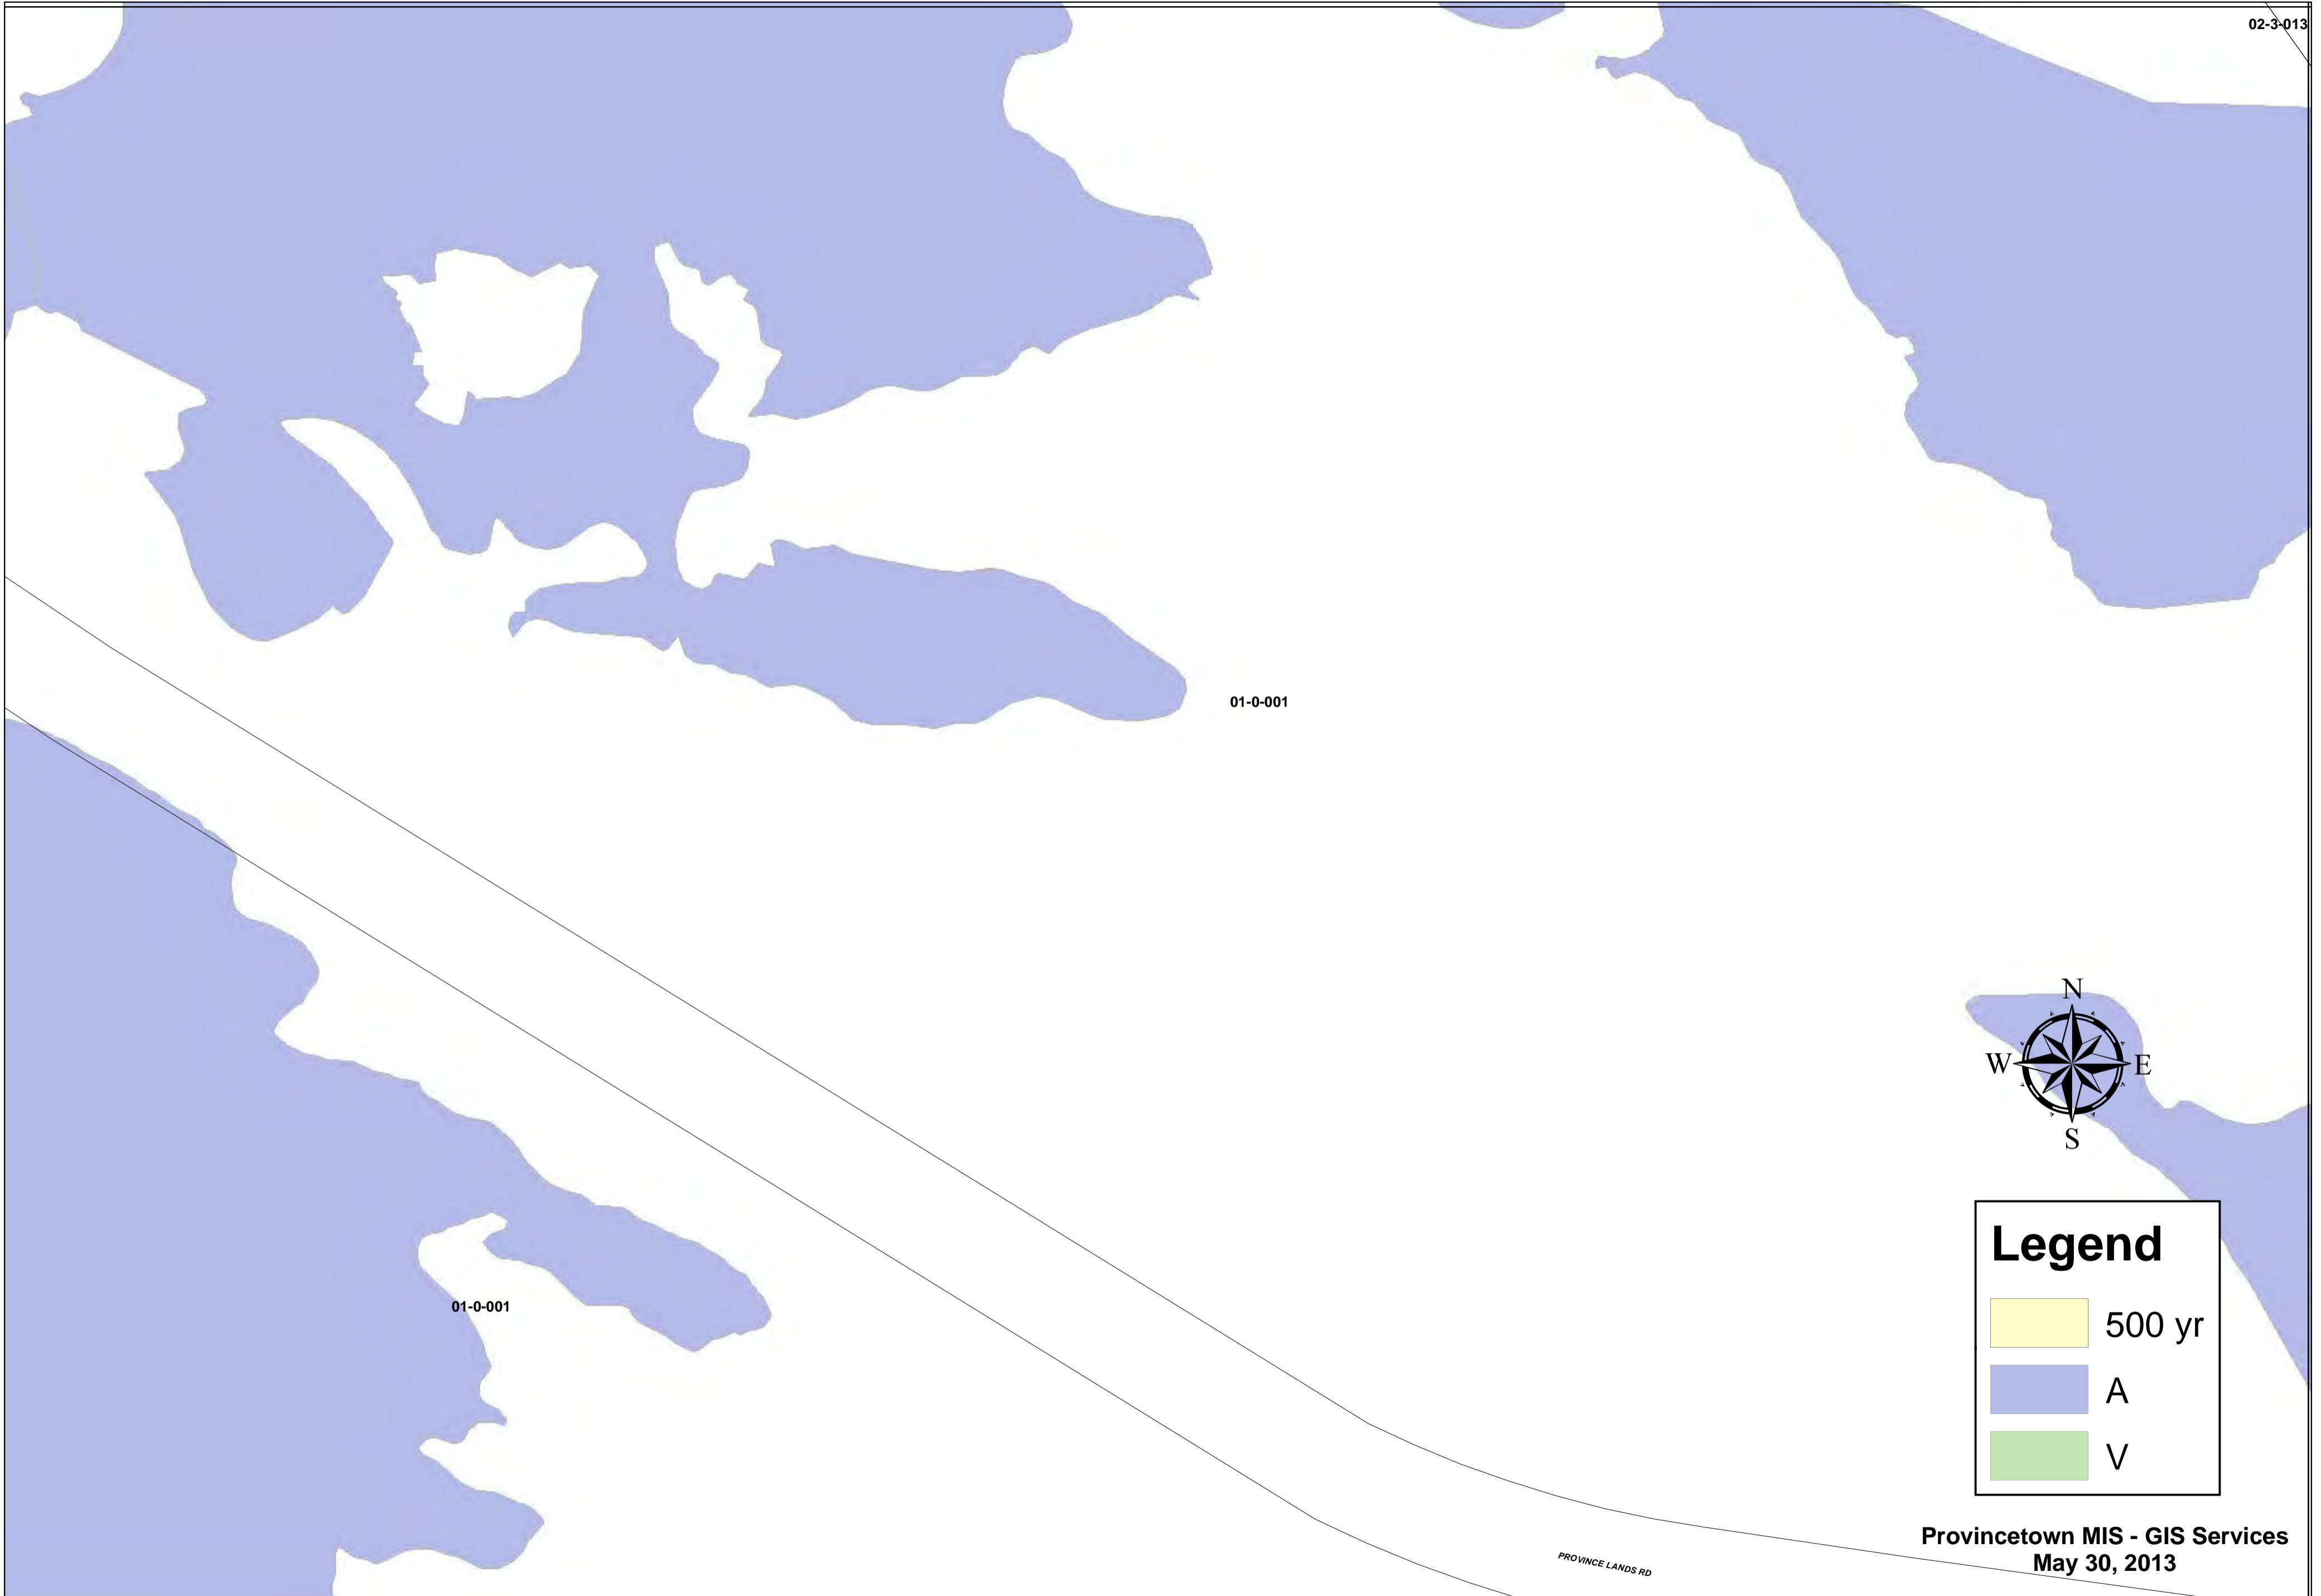 02-3-013
01-0-001
N
W E
S
Legend
01-0-001
500 yr
A
V
Provincetown MIS - GIS Services
May 30, 2013
PROVINCE LANDS RD